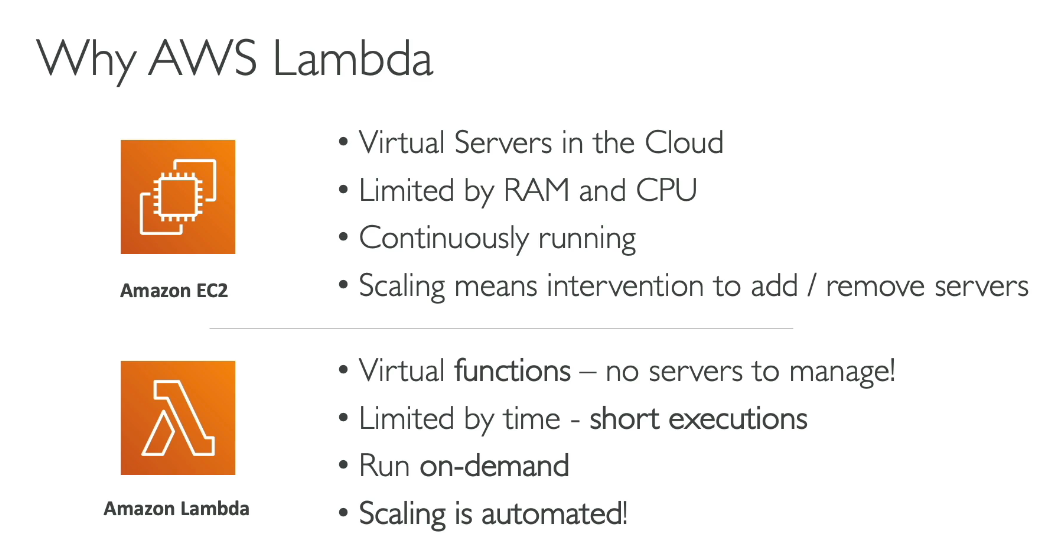 Why AWS Lambda
• Virtual Servers in the Cloud
• Limited by RAM and CPU
• Continuously running
• Scaling means intervention to add / remove servers
Amazon EC2
• Virtual functions – no servers to manage!
• Limited by time - short executions
• Run on-demand
• Scaling is automated!
Amazon Lambda